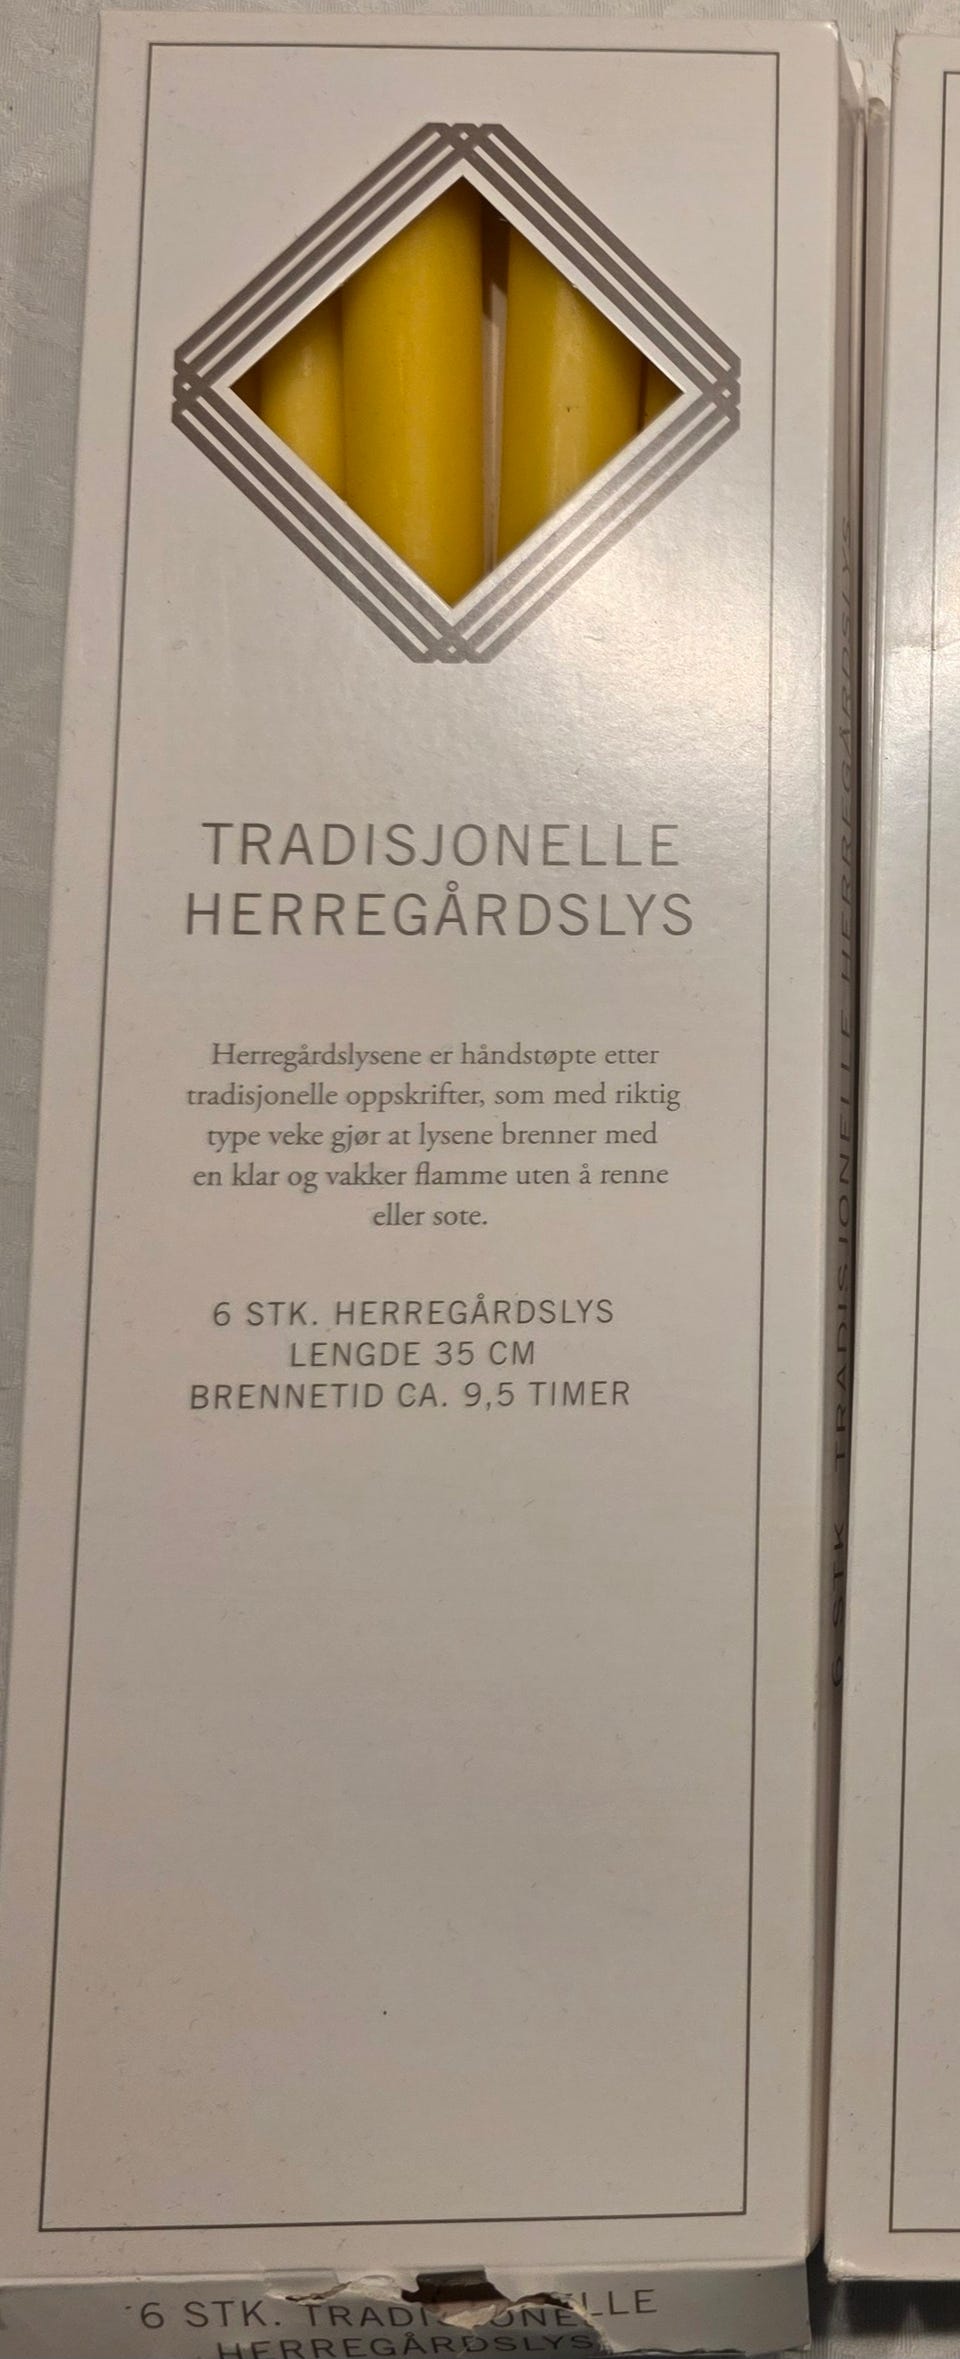 TRADISJONELLE
HERREGÅRDSLYS
Herregårdslysene er håndstøpte etter
tradisjonelle oppskrifter, som med riktig
type veke gjør at lysene brenner med
en klar og vakker flamme uten å renne
eller sote.
6 STK. HERREGÅRDSLYS
LENGDE 35 CM
BRENNETID CA. 9,5 TIMER
6 STK. TRADISJONELLE
HERREGÅRDSLYS
6 STK TRADISJONELLE HERREGÅRDSLYS